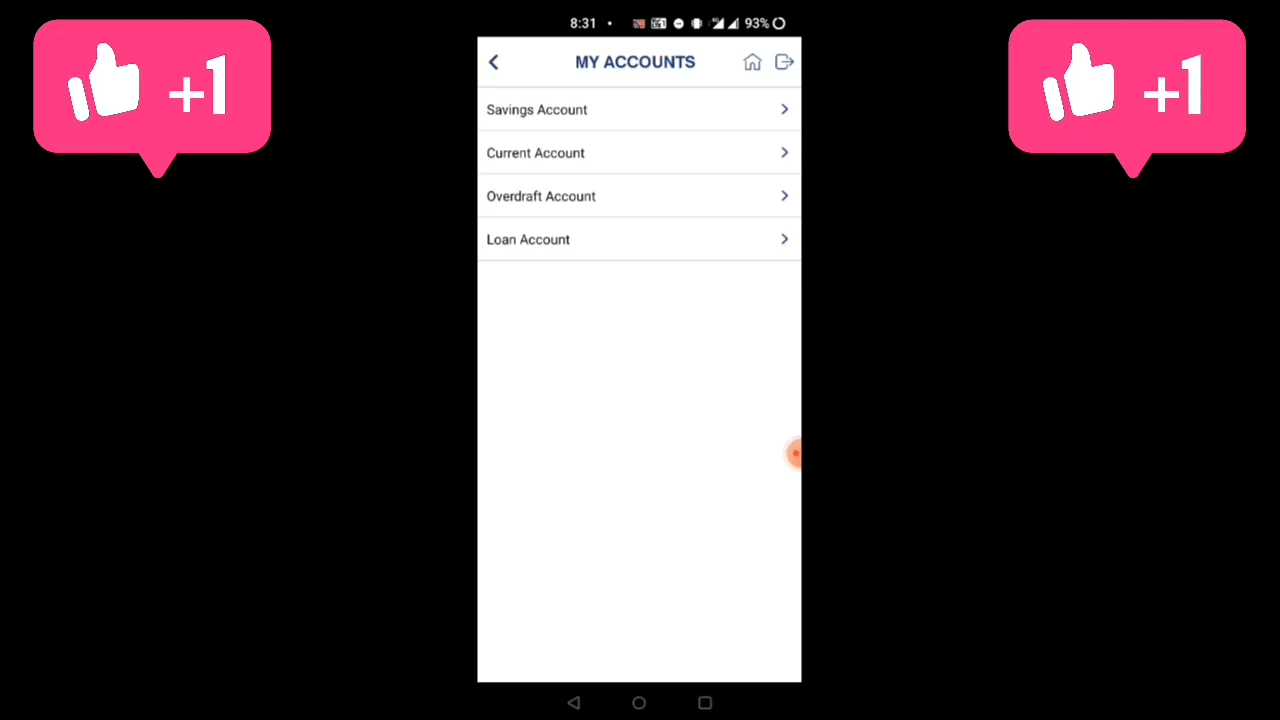 +1
+1
8:31 • 93%
MY ACCOUNTS
Savings Account
Current Account
Overdraft Account
Loan Account